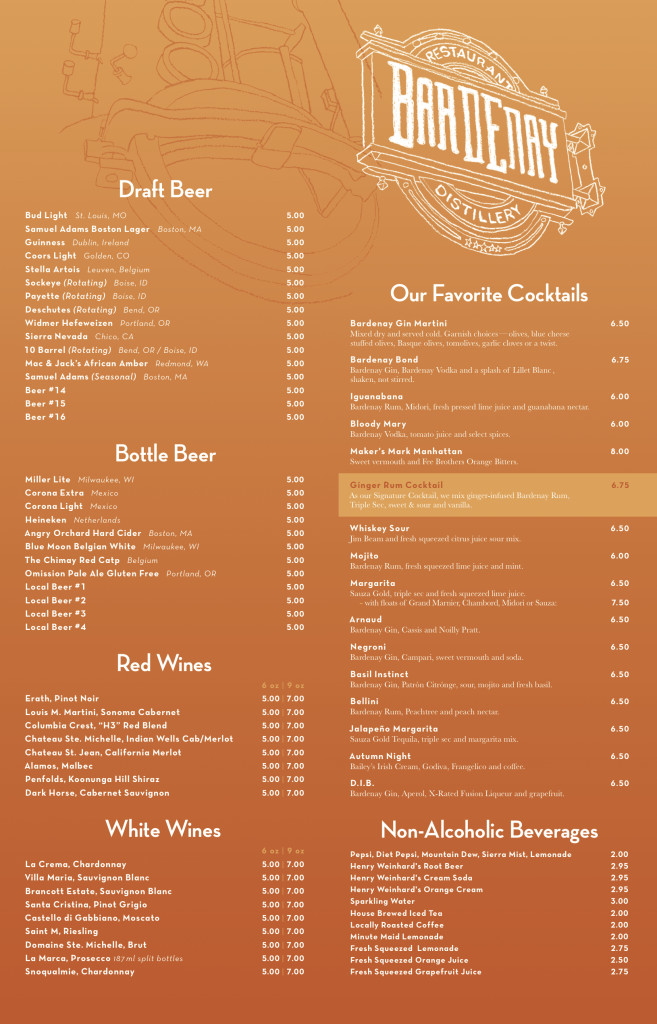 RESTAURANT
BARDENAY
DISTILLERY
Draft Beer
Bud Light St. Louis, MO 5.00
Samuel Adams Boston Lager Boston, MA 5.00
Guinness Dublin, Ireland 5.00
Coors Light Golden, CO 5.00
Stella Artois Leuven, Belgium 5.00
Sockeye (Rotating) Boise, ID 5.00
Payette (Rotating) Boise, ID 5.00
Deschutes (Rotating) Bend, OR 5.00
Widmer Hefeweizen Portland, OR 5.00
Sierra Nevada Chico, CA 5.00
10 Barrel (Rotating) Bend, OR / Boise, ID 5.00
Mac & Jack's African Amber Redmond, WA 5.00
Samuel Adams (Seasonal) Boston, MA 5.00
Beer #14 5.00
Beer #15 5.00
Beer #16 5.00
Bottle Beer
Miller Lite Milwaukee, WI 5.00
Corona Extra Mexico 5.00
Corona Light Mexico 5.00
Heineken Netherlands 5.00
Angry Orchard Hard Cider Boston, MA 5.00
Blue Moon Belgian White Milwaukee, WI 5.00
The Chimay Red Catp Belgium 5.00
Omission Pale Ale Gluten Free Portland, OR 5.00
Local Beer #1 5.00
Local Beer #2 5.00
Local Beer #3 5.00
Local Beer #4 5.00
Red Wines
6 oz | 9 oz
Erath, Pinot Noir 5.00 | 7.00
Louis M. Martini, Sonoma Cabernet 5.00 | 7.00
Columbia Crest, "H3" Red Blend 5.00 | 7.00
Chateau Ste. Michelle, Indian Wells Cab/Merlot 5.00 | 7.00
Chateau St. Jean, California Merlot 5.00 | 7.00
Alamos, Malbec 5.00 | 7.00
Penfolds, Koonunga Hill Shiraz 5.00 | 7.00
Dark Horse, Cabernet Sauvignon 5.00 | 7.00
White Wines
6 oz | 9 oz
La Crema, Chardonnay 5.00 | 7.00
Villa Maria, Sauvignon Blanc 5.00 | 7.00
Brancott Estate, Sauvignon Blanc 5.00 | 7.00
Santa Cristina, Pinot Grigio 5.00 | 7.00
Castello di Gabbiano, Moscato 5.00 | 7.00
Saint M, Riesling 5.00 | 7.00
Domaine Ste. Michelle, Brut 5.00 | 7.00
La Marca, Prosecco 187 ml split bottles 5.00 | 7.00
Snoqualmie, Chardonnay 5.00 | 7.00
Our Favorite Cocktails
Bardenay Gin Martini 6.50
Mixed dry and served cold. Garnish choices — olives, blue cheese
stuffed olives, Basque olives, tomolives, garlic cloves or a twist.
Bardenay Bond 6.75
Bardenay Gin, Bardenay Vodka and a splash of Lillet Blanc,
shaken, not stirred.
Iguanabana 6.00
Bardenay Rum, Midori, fresh pressed lime juice and guanabana nectar.
Bloody Mary 6.00
Bardenay Vodka, tomato juice and select spices.
Maker's Mark Manhattan 8.00
Sweet vermouth and Fee Brothers Orange Bitters.
Ginger Rum Cocktail 6.75
As our Signature Cocktail, we mix ginger-infused Bardenay Rum,
Triple Sec, sweet & sour and vanilla.
Whiskey Sour 6.50
Jim Beam and fresh squeezed citrus juice sour mix.
Mojito 6.00
Bardenay Rum, fresh squeezed lime juice and mint.
Margarita 6.50
Sauza Gold, triple sec and fresh squeezed lime juice.
- with floats of Grand Marnier, Chambord, Midori or Sauza: 7.50
Arnaud 6.50
Bardenay Gin, Cassis and Noilly Pratt.
Negroni 6.50
Bardenay Gin, Campari, sweet vermouth and soda.
Basil Instinct 6.50
Bardenay Gin, Patrón Citrónge, sour, mojito and fresh basil.
Bellini 6.50
Bardenay Rum, Peachtree and peach nectar.
Jalapeño Margarita 6.50
Sauza Gold Tequila, triple sec and margarita mix.
Autumn Night 6.50
Bailey's Irish Cream, Godiva, Frangelico and coffee.
D.I.B. 6.50
Bardenay Gin, Aperol, X-Rated Fusion Liqueur and grapefruit.
Non-Alcoholic Beverages
Pepsi, Diet Pepsi, Mountain Dew, Sierra Mist, Lemonade 2.00
Henry Weinhard's Root Beer 2.95
Henry Weinhard's Cream Soda 2.95
Henry Weinhard's Orange Cream 2.95
Sparkling Water 3.00
House Brewed Iced Tea 2.00
Locally Roasted Coffee 2.00
Minute Maid Lemonade 2.00
Fresh Squeezed Lemonade 2.75
Fresh Squeezed Orange Juice 2.50
Fresh Squeezed Grapefruit Juice 2.75